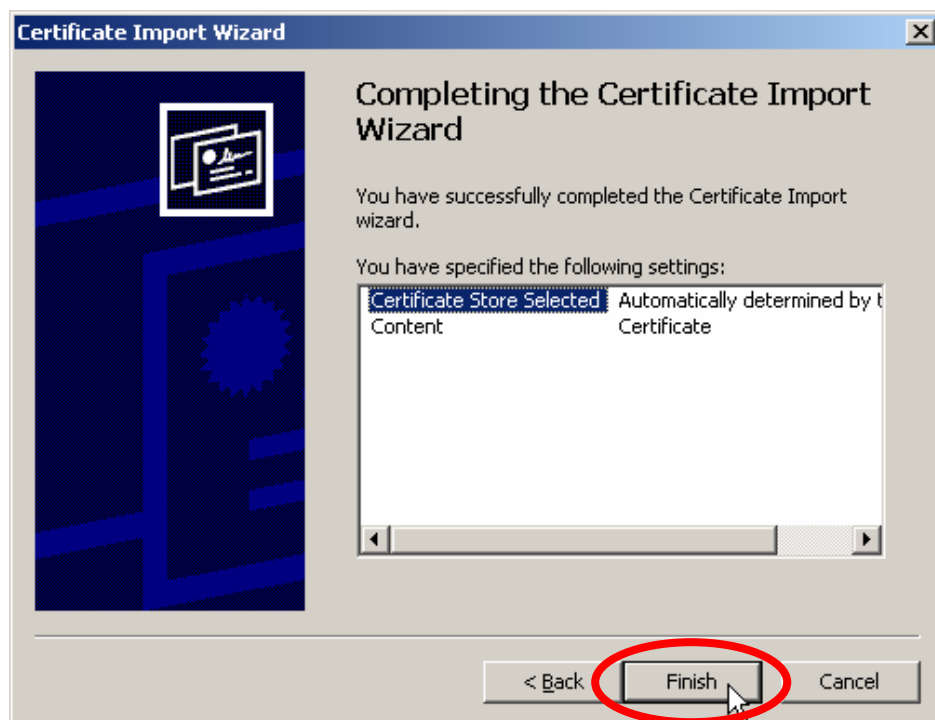 Certificate Import Wizard
Completing the Certificate Import
Wizard
You have successfully completed the Certificate Import
wizard.
You have specified the following settings:
Certificate Store Selected Automatically determined by t
Content Certificate
< Back Finish Cancel